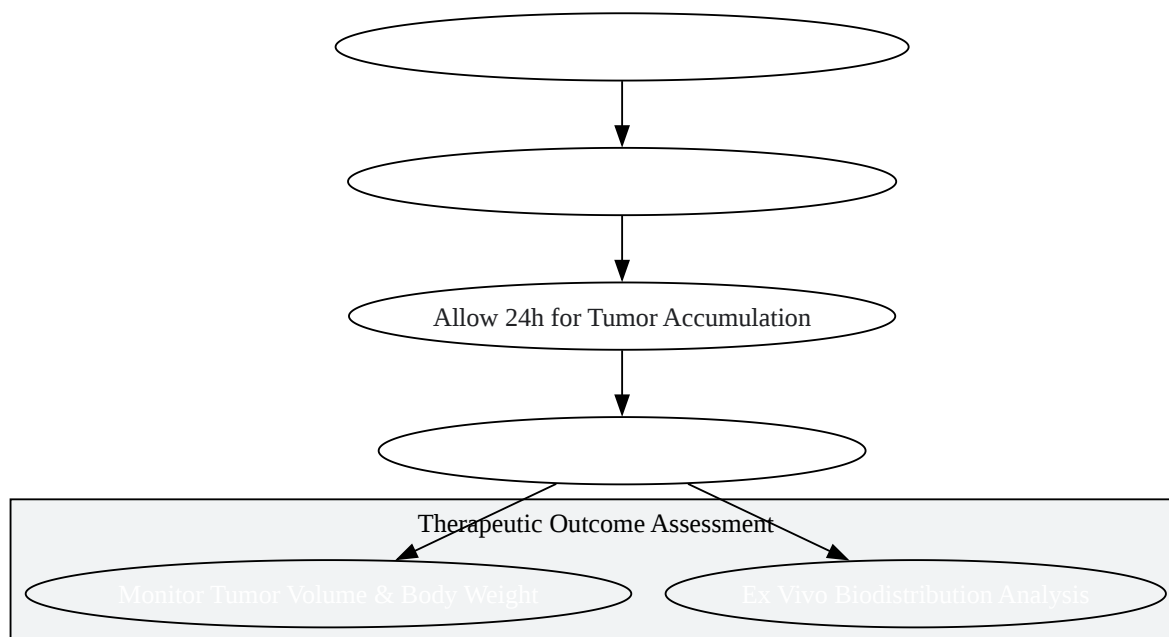 Allow 24h for Tumor Accumulation
Therapeutic Outcome Assessment
Monitor Tumor Volume & Body Weight
Ex Vivo Biodistribution Analysis